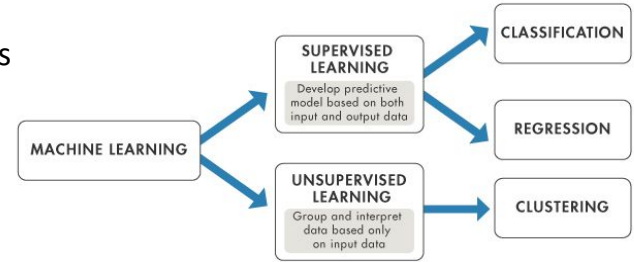 s
MACHINE LEARNING
SUPERVISED
LEARNING
Develop predictive
model based on both
input and output data
CLASSIFICATION
REGRESSION
UNSUPERVISED
LEARNING
Group and interpret
data based only
on input data
CLUSTERING